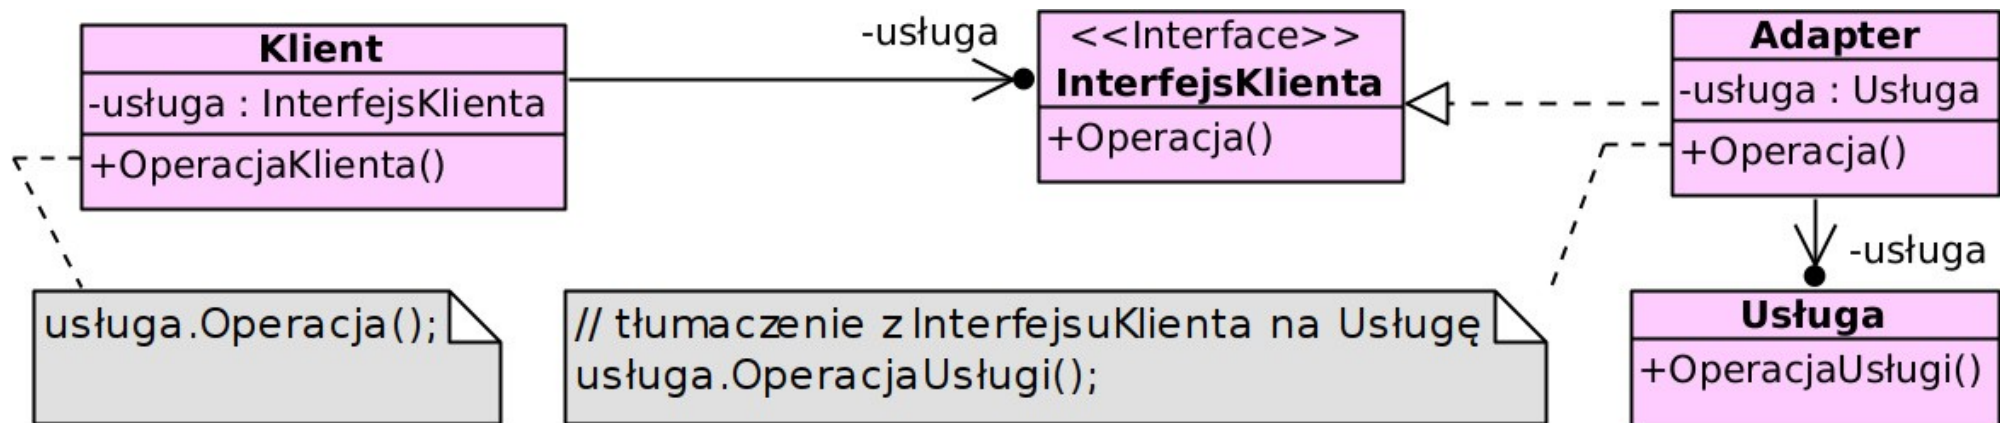 Klient
-usługa : InterfejsKlienta
+OperacjaKlienta()
-usługa
<<Interface>>
InterfejsKlienta
+Operacja()
Adapter
-usługa : Usługa
+Operacja()
-usługa
usługa.Operacja();
// tłumaczenie z InterfejsuKlienta na Usługę
usługa.OperacjaUsługi();
Usługa
+OperacjaUsługi()